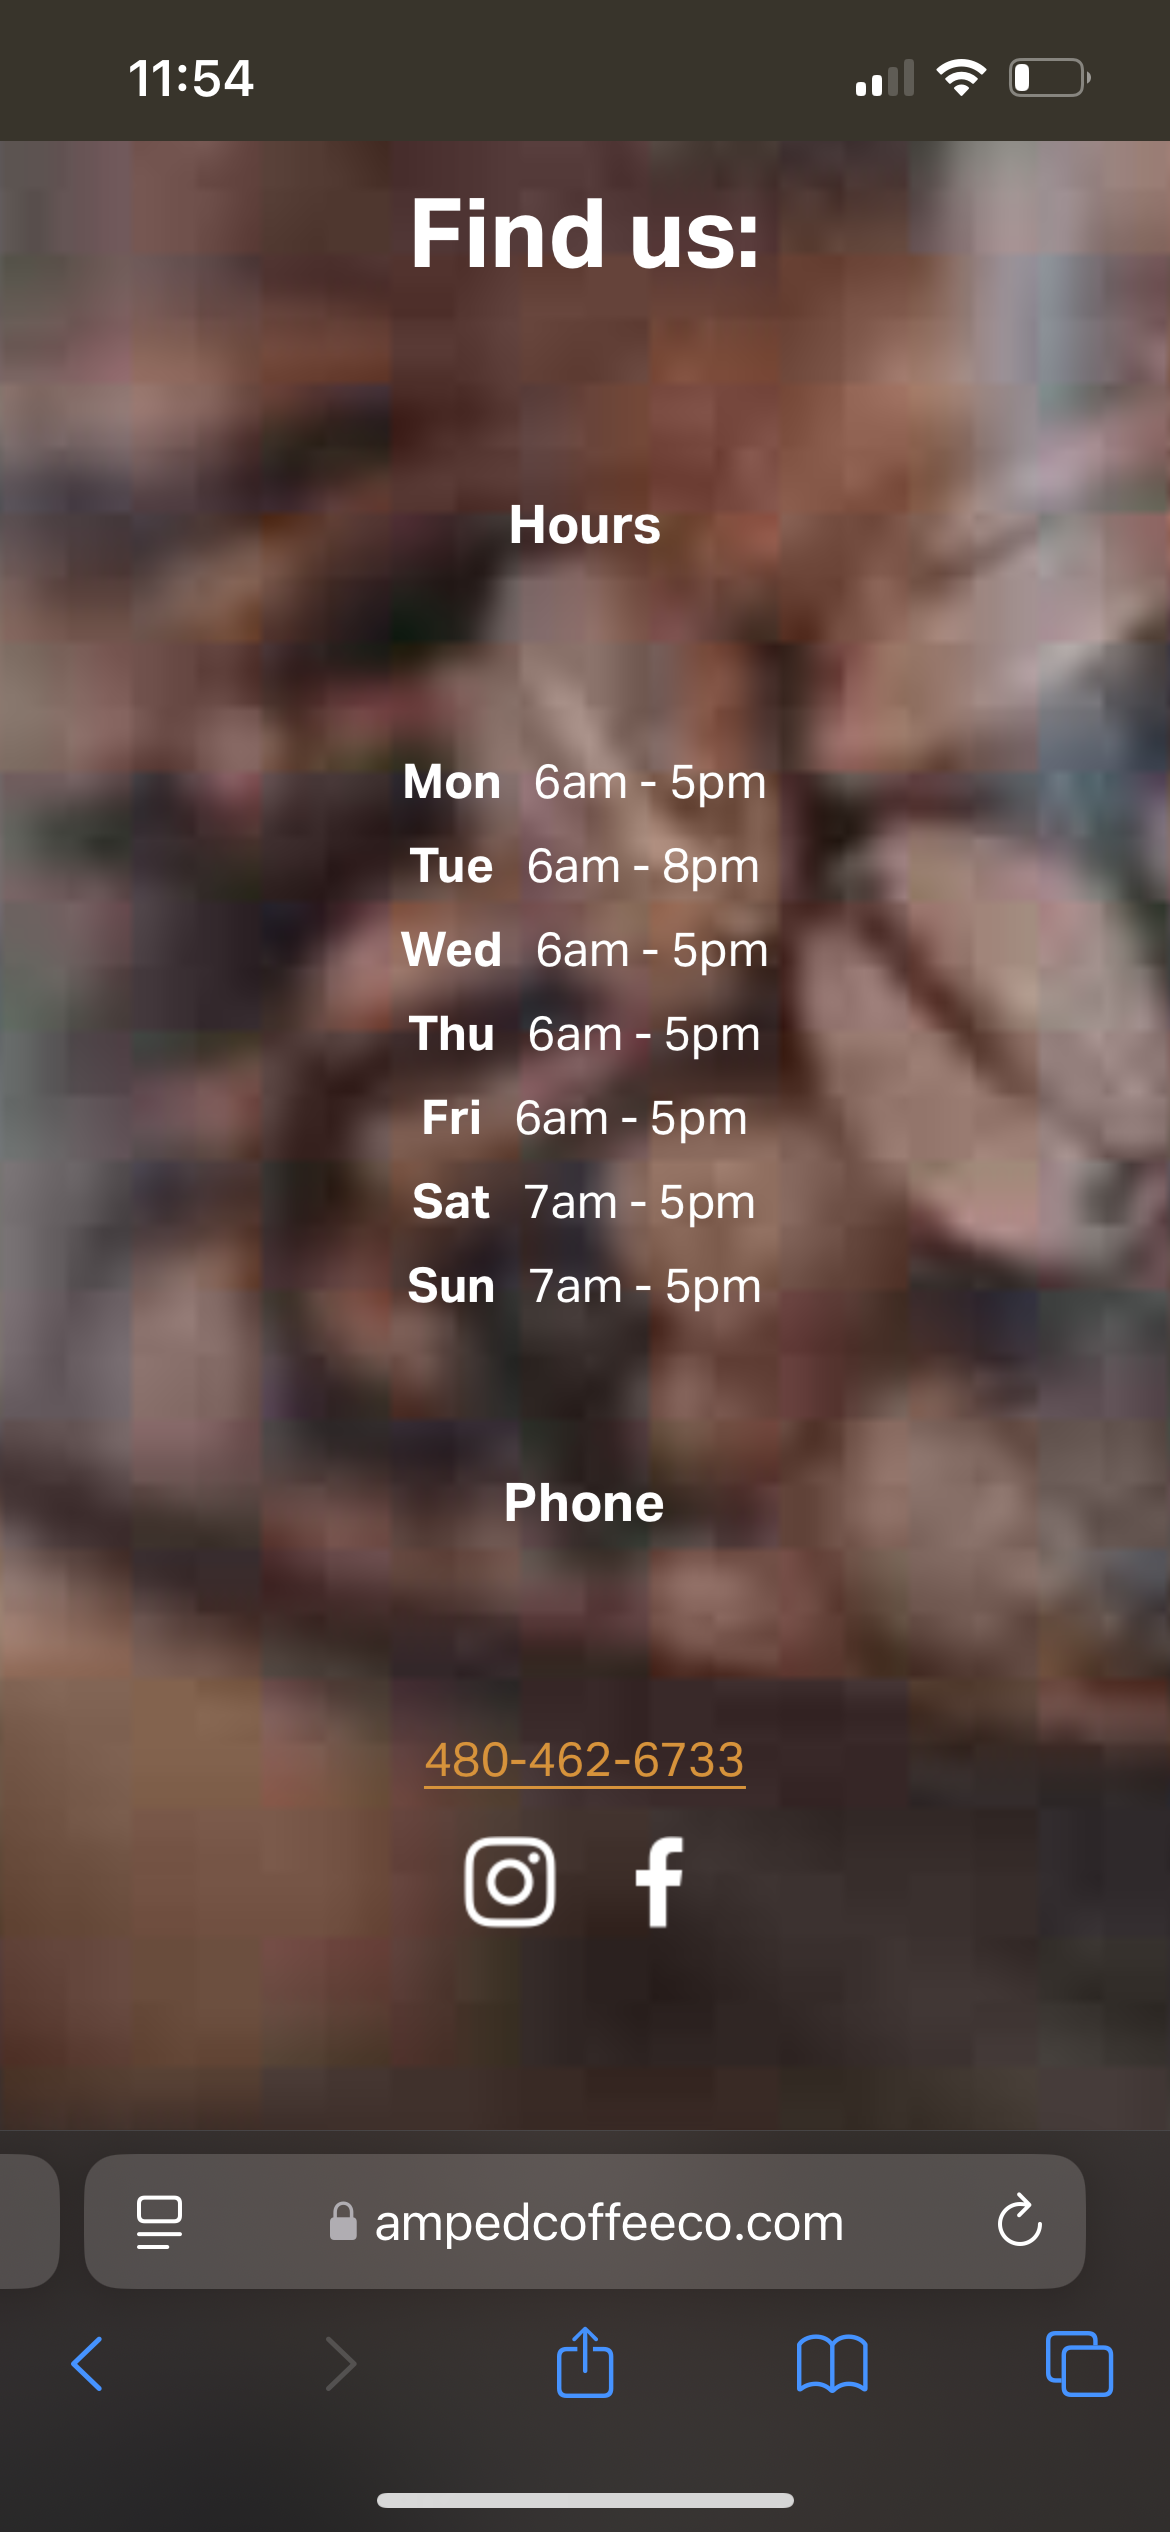 11:54
Find us:
Hours
Mon 6am - 5pm
Tue 6am - 8pm
Wed 6am - 5pm
Thu 6am - 5pm
Fri 6am - 5pm
Sat 7am - 5pm
Sun 7am - 5pm
Phone
480-462-6733
ampedcoffeeco.com